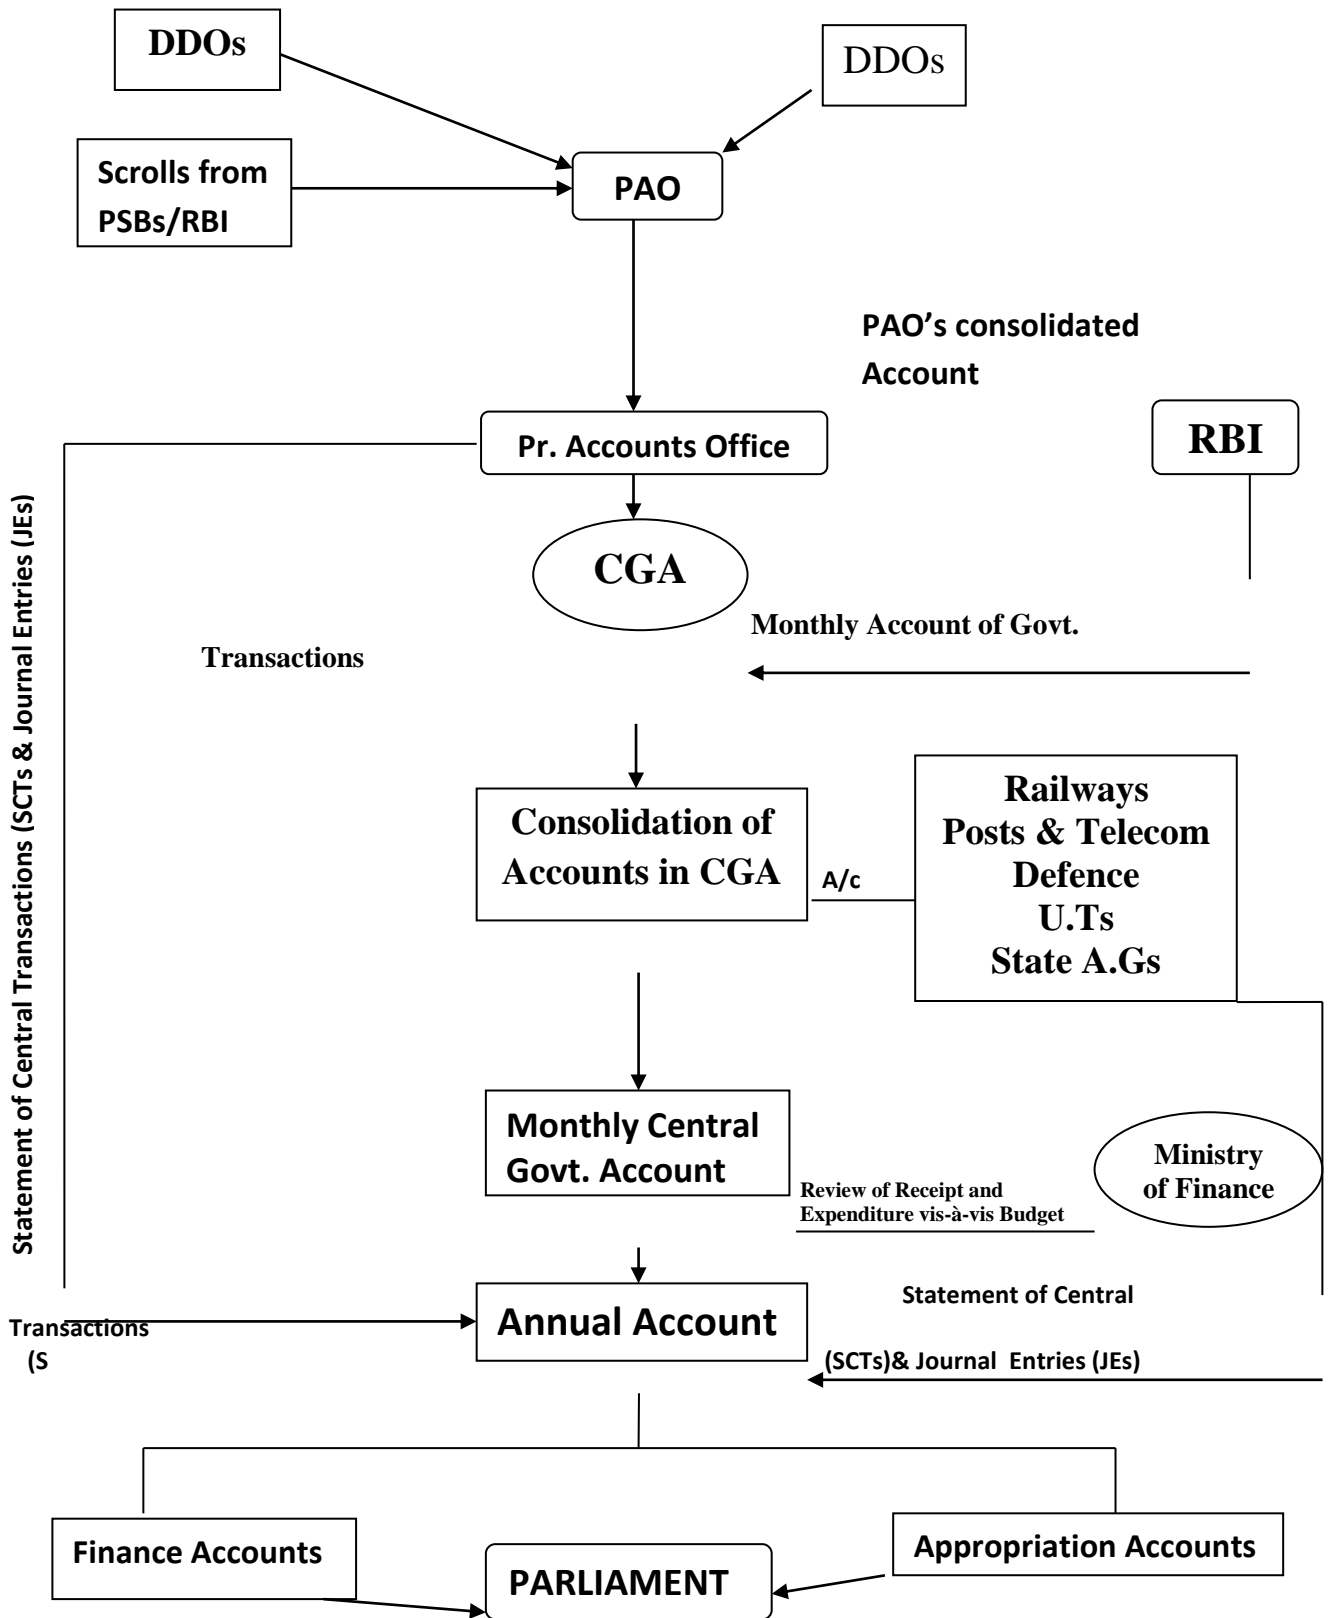 DDOs
DDOs
Scrolls from
PSBs/RBI
PAO
PAO’s consolidated
Account
Pr. Accounts Office
RBI
CGA
Monthly Account of Govt.
Transactions
Statement of Central Transactions (SCTs & Journal Entries (JEs)
Consolidation of
Accounts in CGA
A/c
Railways
Posts & Telecom
Defence
U.Ts
State A.Gs
Monthly Central
Govt. Account
Review of Receipt and
Expenditure vis-à-vis Budget
Ministry
of Finance
Statement of Central
Annual Account
Transactions
(S
(SCTs)& Journal Entries (JEs)
Finance Accounts
PARLIAMENT
Appropriation Accounts